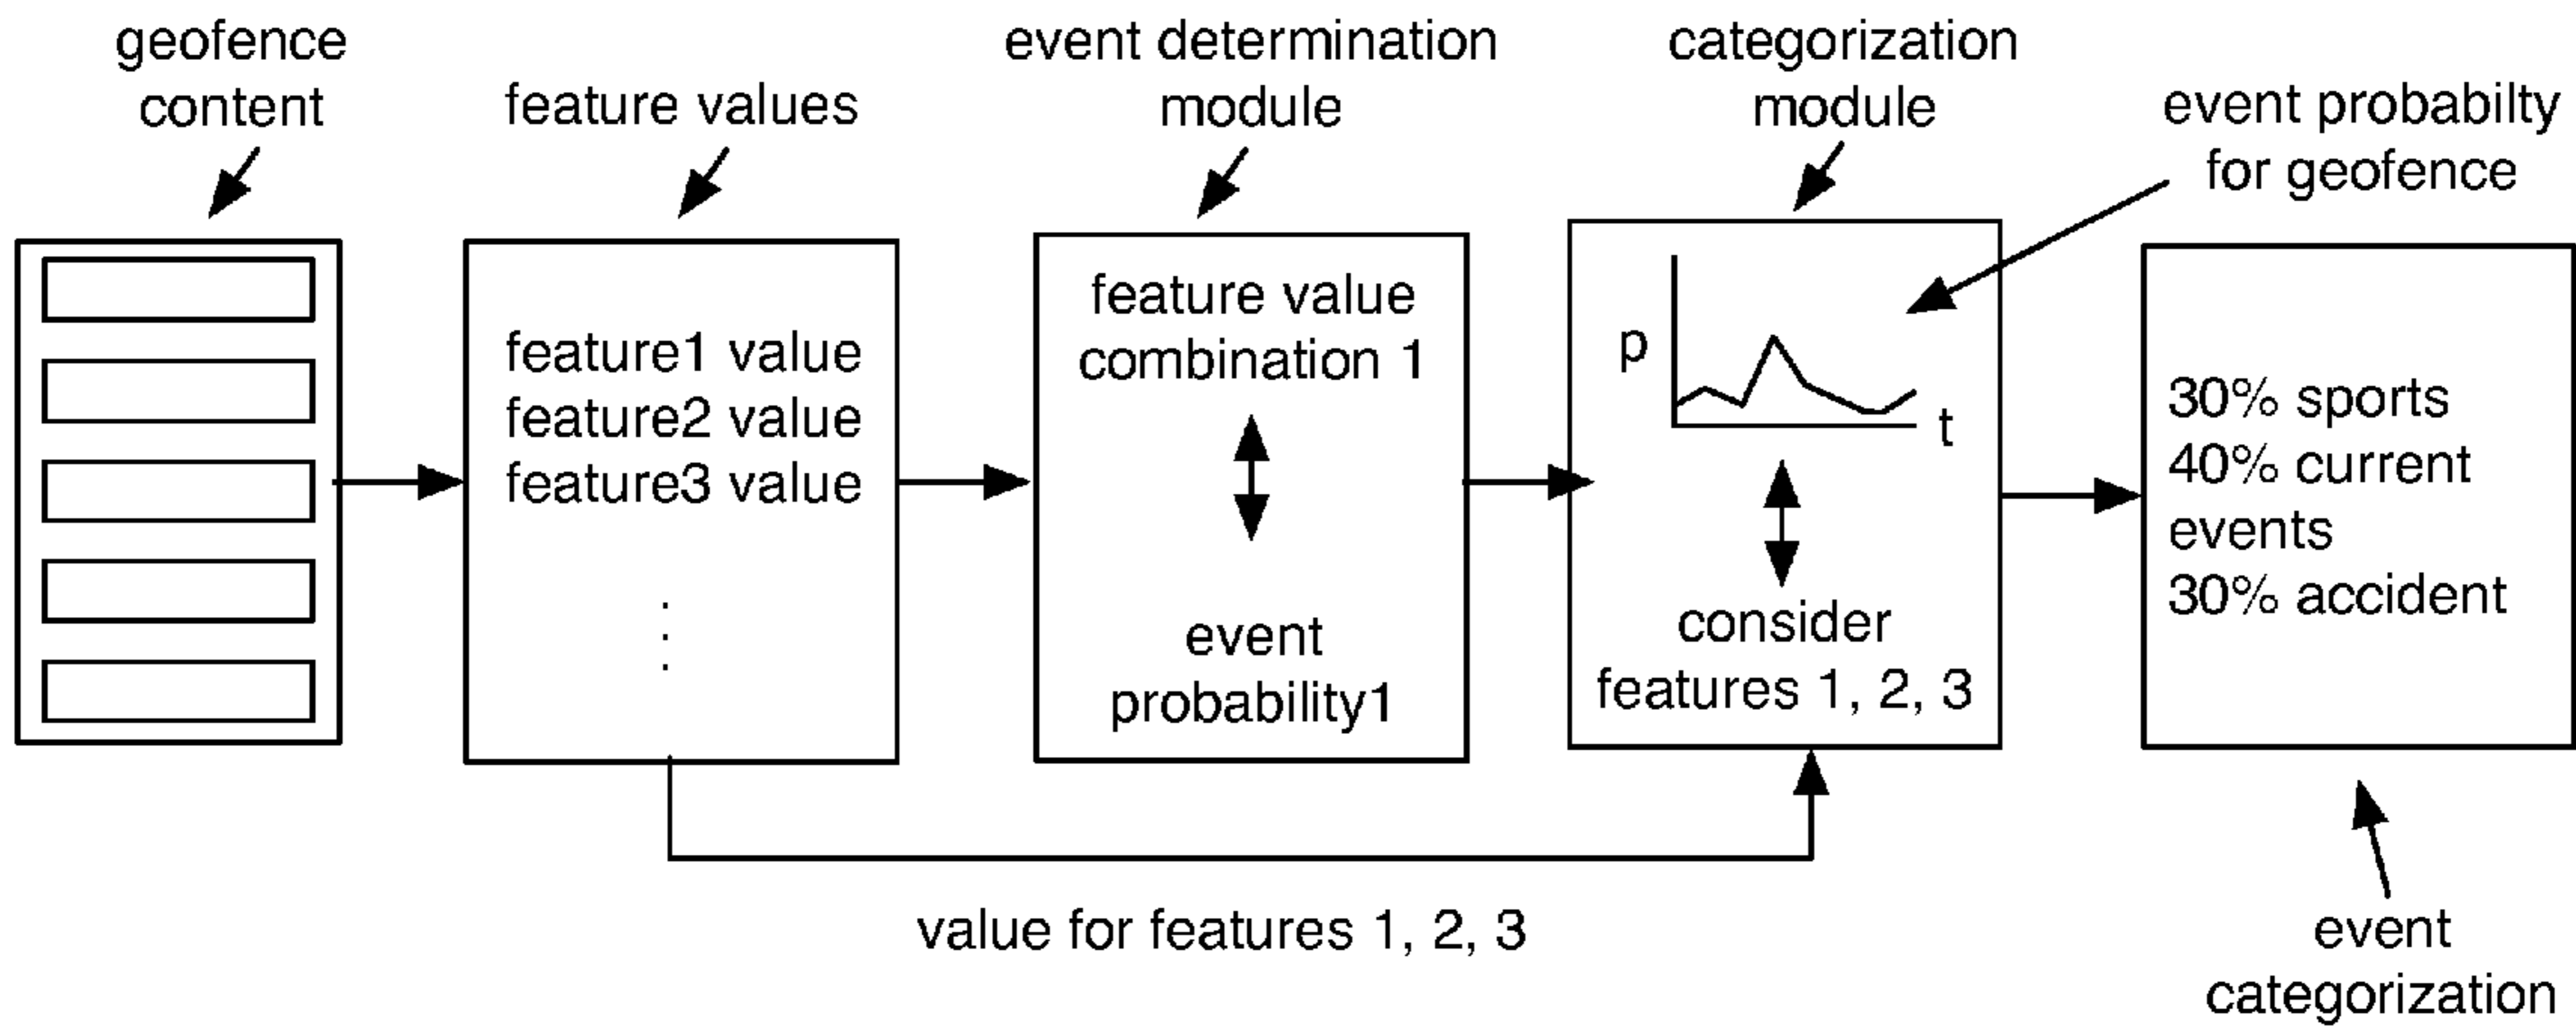 geofence
content
feature values
event determination
module
categorization
module
event probabilty
for geofence
feature1 value
feature2 value
feature3 value
.
.
.
feature value
combination 1
event
probability1
p
t
consider
features 1, 2, 3
30% sports
40% current
events
30% accident
value for features 1, 2, 3
event
categorization